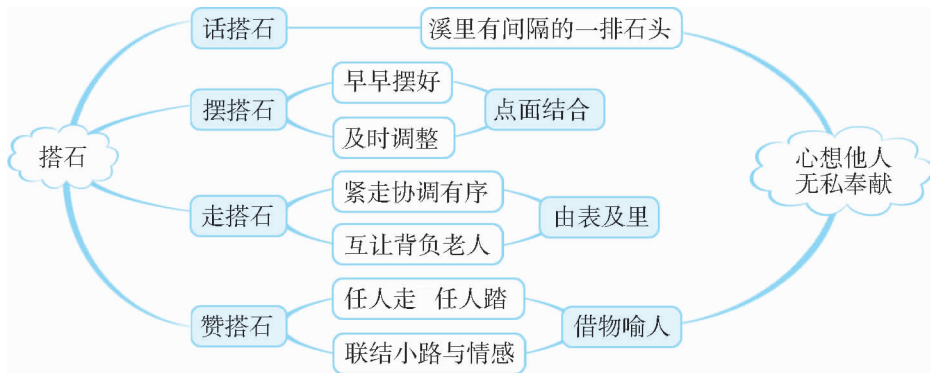 搭石
话搭石
溪里有间隔的一排石头
摆搭石
早早摆好
及时调整
点面结合
走搭石
紧走协调有序
互让背负老人
由表及里
赞搭石
任人走 任人踏
联结小路与情感
借物喻人
心想他人
无私奉献